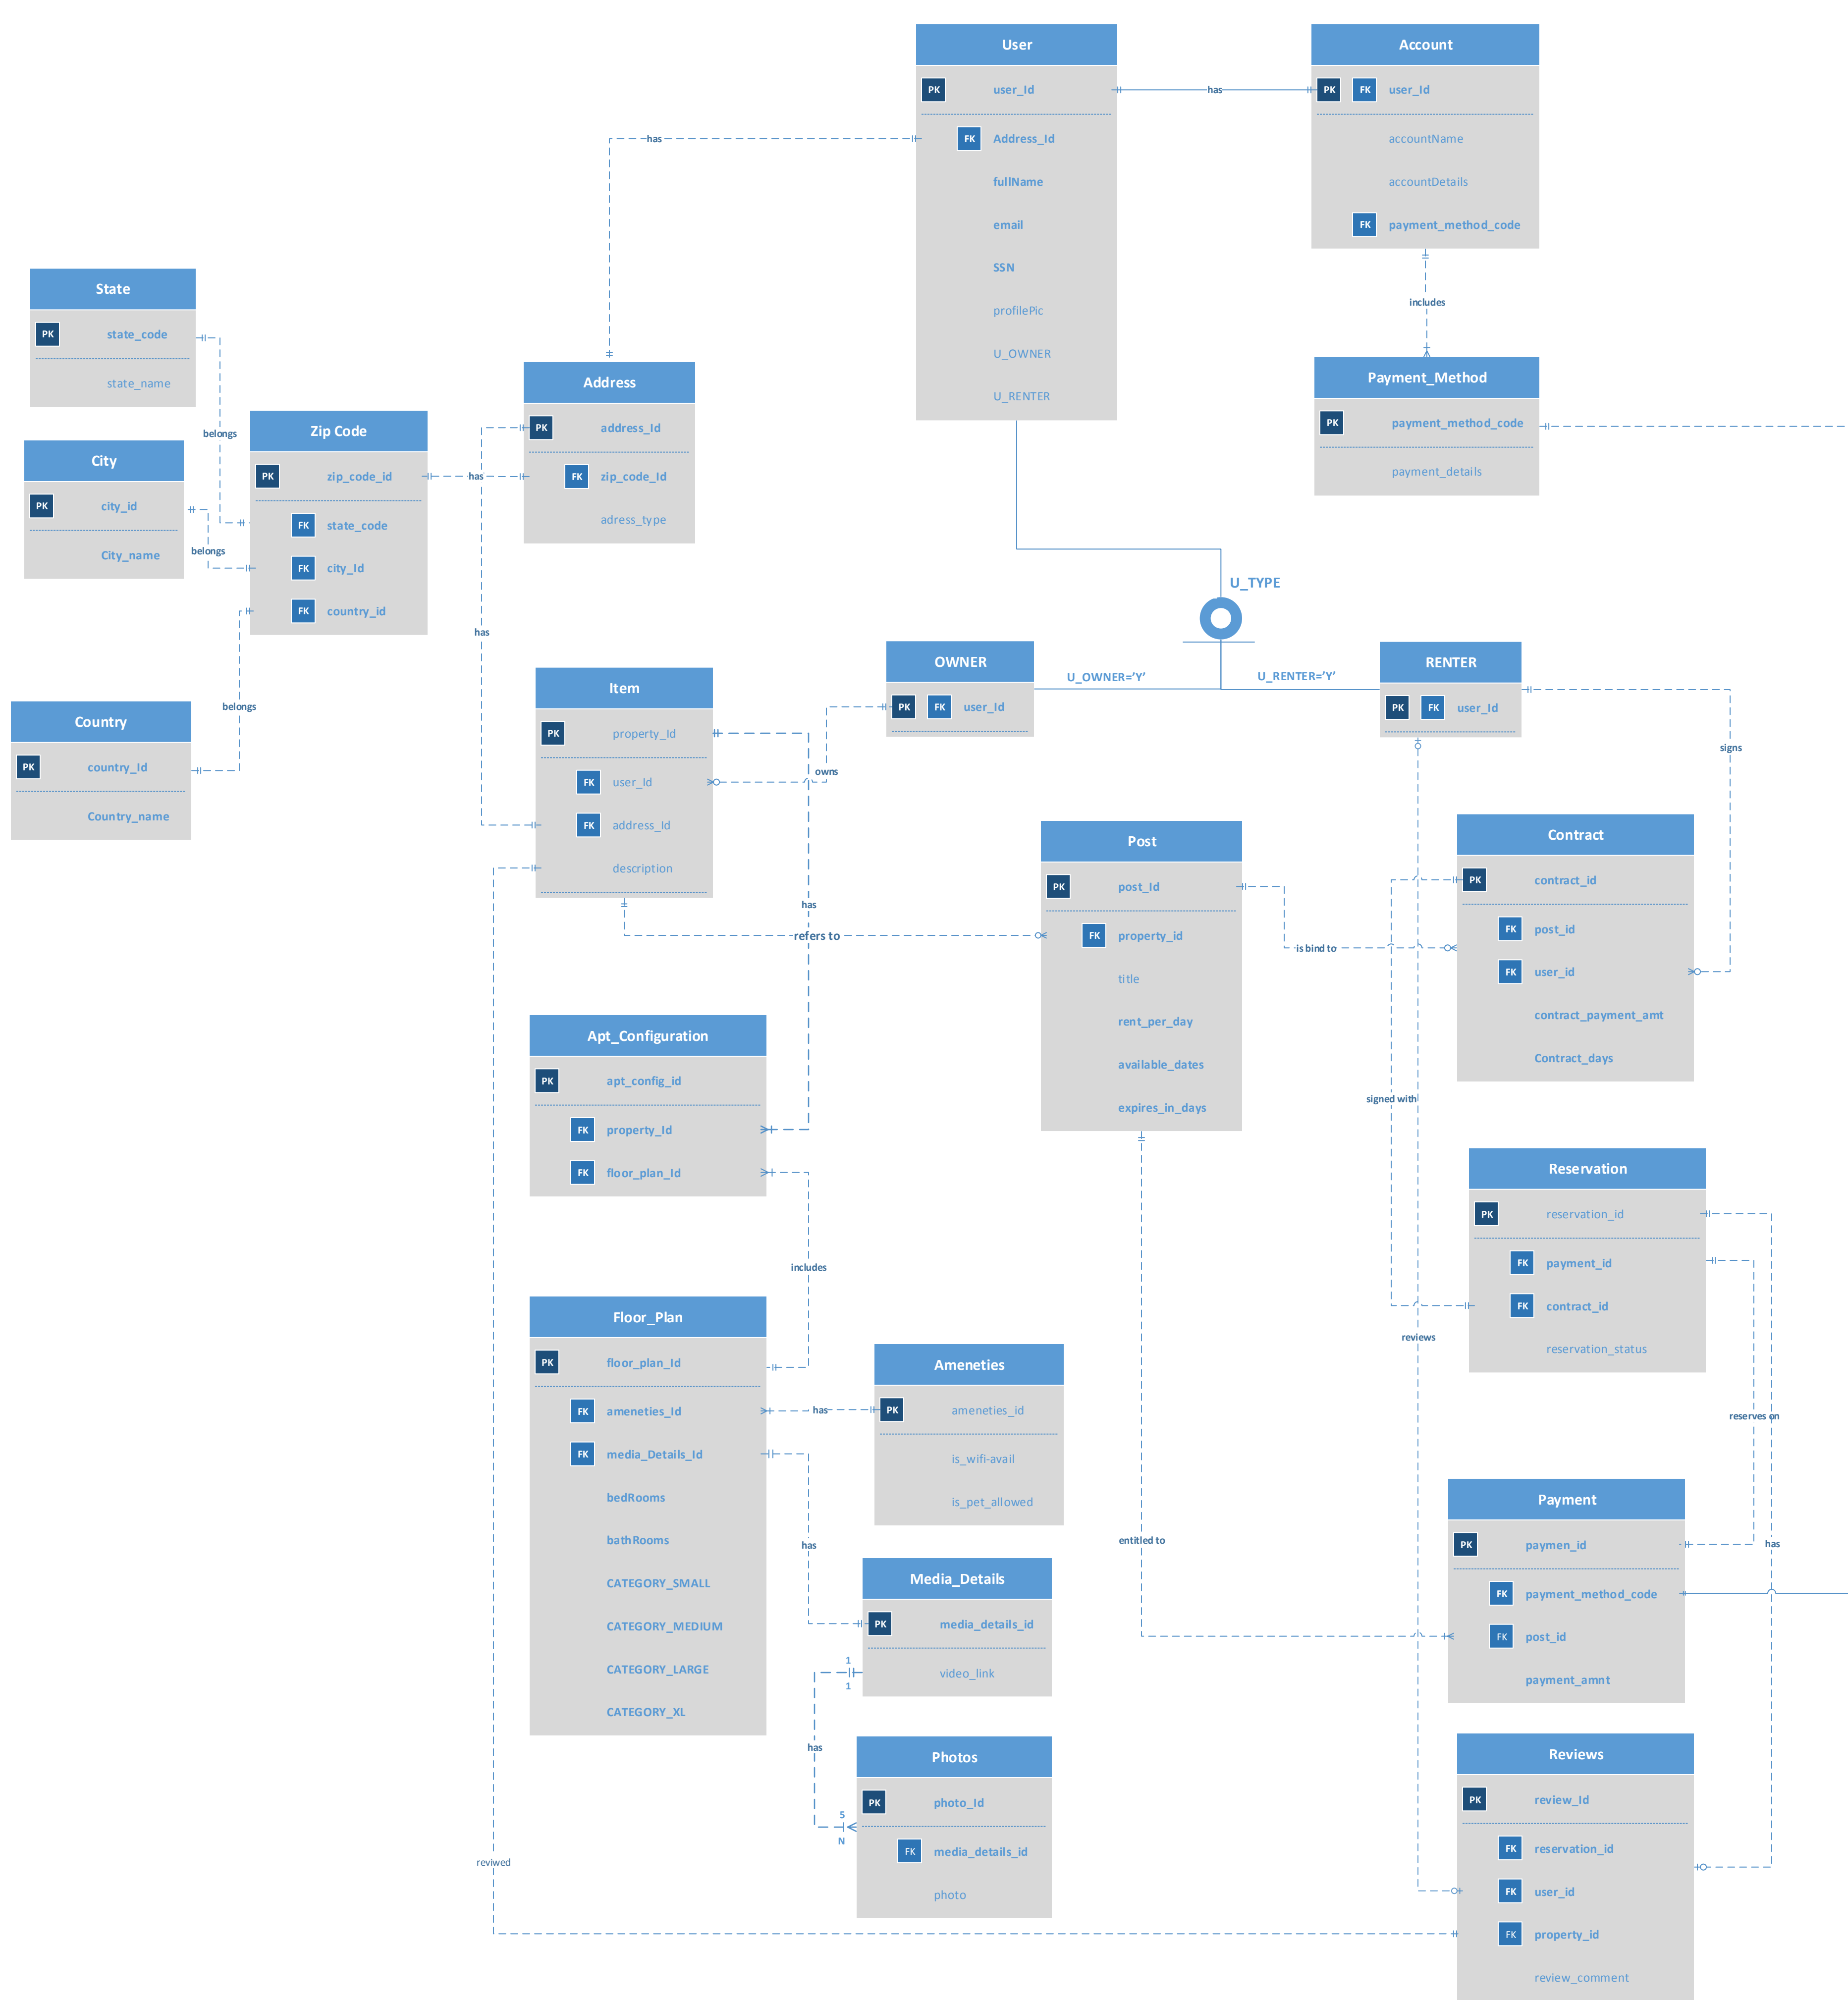 User
PK user_Id
FK Address_Id
fullName
email
SSN
profilePic
U_OWNER
U_RENTER
has
Account
PK FK user_Id
accountName
accountDetails
FK payment_method_code
has
includes
Payment_Method
PK payment_method_code
payment_details
State
PK state_code
state_name
belongs
City
PK city_id
City_name
belongs
Zip Code
PK zip_code_id
FK state_code
FK city_Id
FK country_id
belongs
Country
PK country_Id
Country_name
Address
PK address_Id
FK zip_code_Id
adress_type
has
has
U_TYPE
U_OWNER='Y'
U_RENTER='Y'
OWNER
PK FK user_Id
RENTER
PK FK user_Id
signs
owns
Item
PK property_Id
FK user_Id
FK address_Id
description
has
refers to
Post
PK post_Id
FK property_id
title
rent_per_day
available_dates
expires_in_days
is bind to
Contract
PK contract_id
FK post_id
FK user_id
contract_payment_amt
Contract_days
signed with
Apt_Configuration
PK apt_config_id
FK property_Id
FK floor_plan_Id
includes
Reservation
PK reservation_id
FK payment_id
FK contract_id
reservation_status
reviews
reserves on
Floor_Plan
PK floor_plan_Id
FK ameneties_Id
FK media_Details_Id
bedRooms
bathRooms
CATEGORY_SMALL
CATEGORY_MEDIUM
CATEGORY_LARGE
CATEGORY_XL
has
Ameneties
PK ameneties_id
is_wifi-avail
is_pet_allowed
has
entitled to
Media_Details
PK media_details_id
video_link
1
1
has
5
N
Photos
PK photo_Id
FK media_details_id
photo
Payment
PK paymen_id
FK payment_method_code
FK post_id
payment_amnt
has
Reviews
PK review_Id
FK reservation_id
FK user_id
FK property_id
review_comment
reviwed